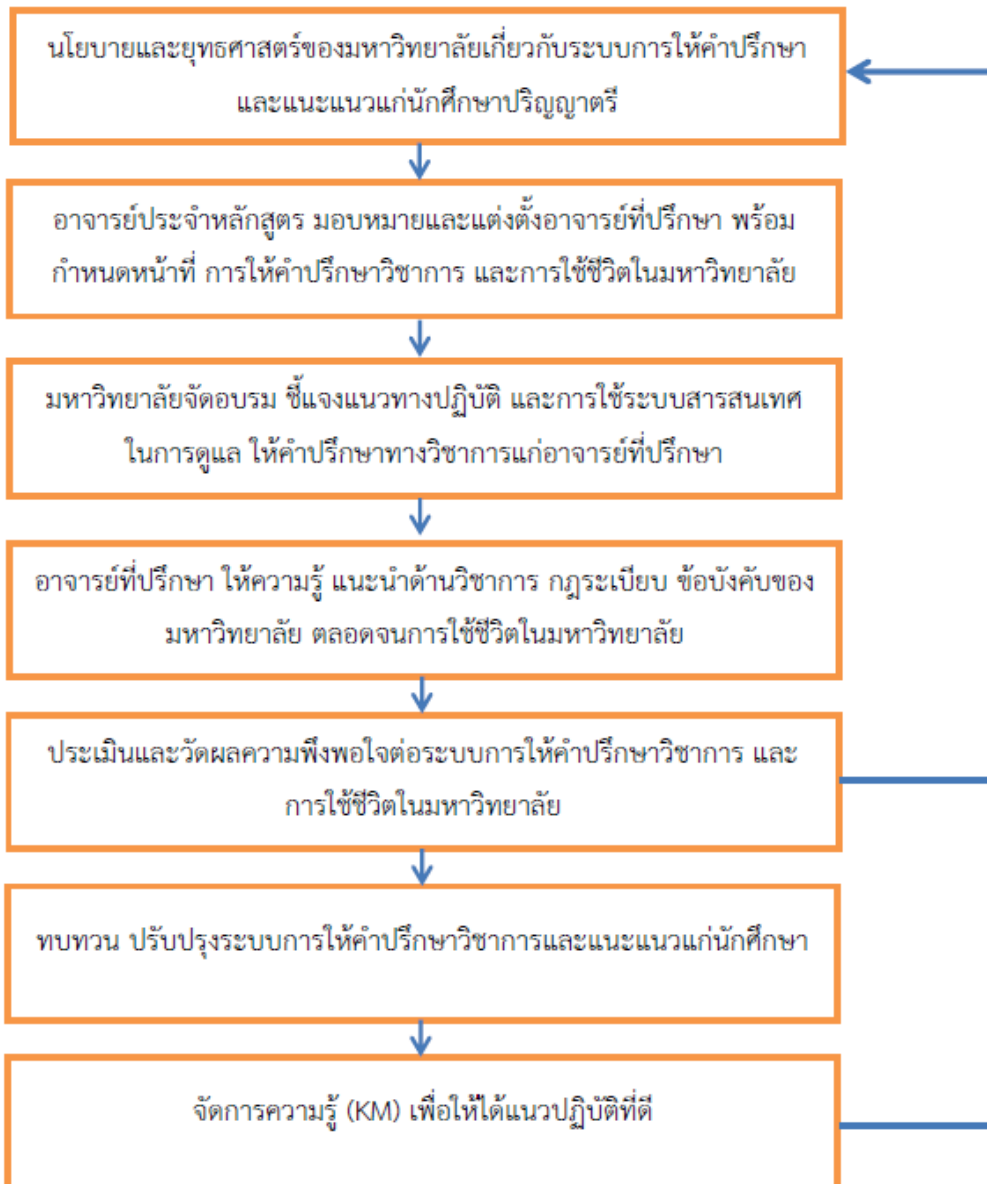 นโยบายและยุทธศาสตร์ของมหาวิทยาลัยเกี่ยวกับระบบการให้คำปรึกษา
และแนะแนวแก่นักศึกษาปริญญาตรี
อาจารย์ประจำหลักสูตร มอบหมายและแต่งตั้งอาจารย์ที่ปรึกษา พร้อม
กำหนดหน้าที่ การให้คำปรึกษาวิชาการ และการใช้ชีวิตในมหาวิทยาลัย
มหาวิทยาลัยจัดอบรม ชี้แจงแนวทางปฏิบัติ และการใช้ระบบสารสนเทศ
ในการดูแล ให้คำปรึกษาทางวิชาการแก่อาจารย์ที่ปรึกษา
อาจารย์ที่ปรึกษา ให้ความรู้ แนะนำด้านวิชาการ กฎระเบียบ ข้อบังคับของ
มหาวิทยาลัย ตลอดจนการใช้ชีวิตในมหาวิทยาลัย
ประเมินและวัดผลความพึงพอใจต่อระบบการให้คำปรึกษาวิชาการ และ
การใช้ชีวิตในมหาวิทยาลัย
ทบทวน ปรับปรุงระบบการให้คำปรึกษาวิชาการและแนะแนวแก่นักศึกษา
จัดการความรู้ (KM) เพื่อให้ได้แนวปฏิบัติที่ดี